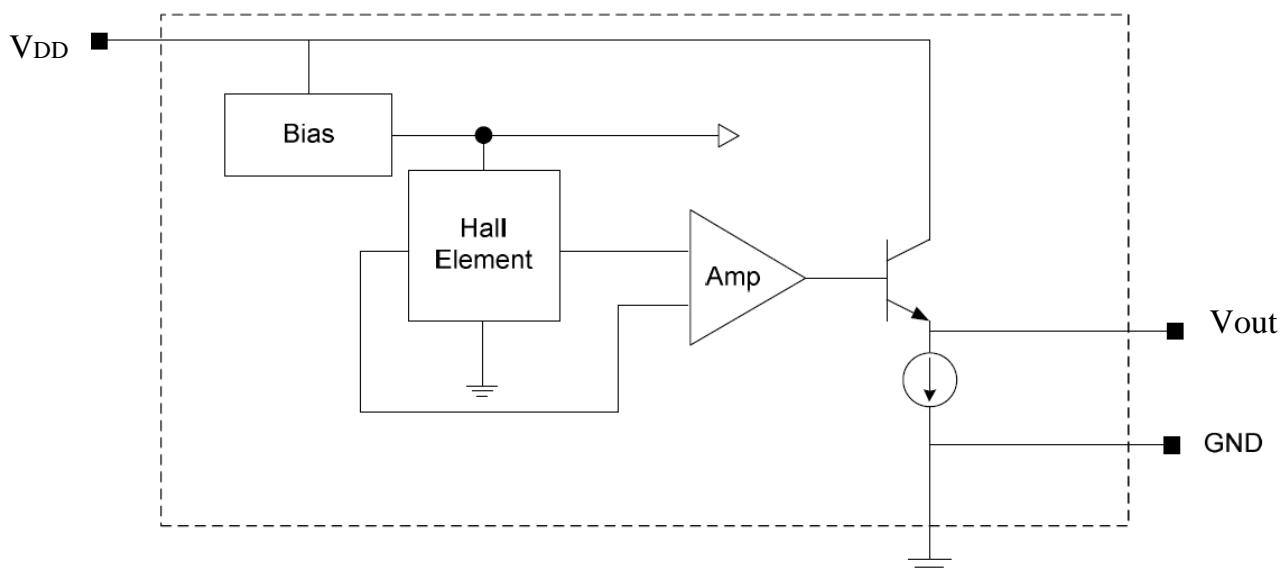 VDD
Bias
Hall
Element
Amp
Vout
GND